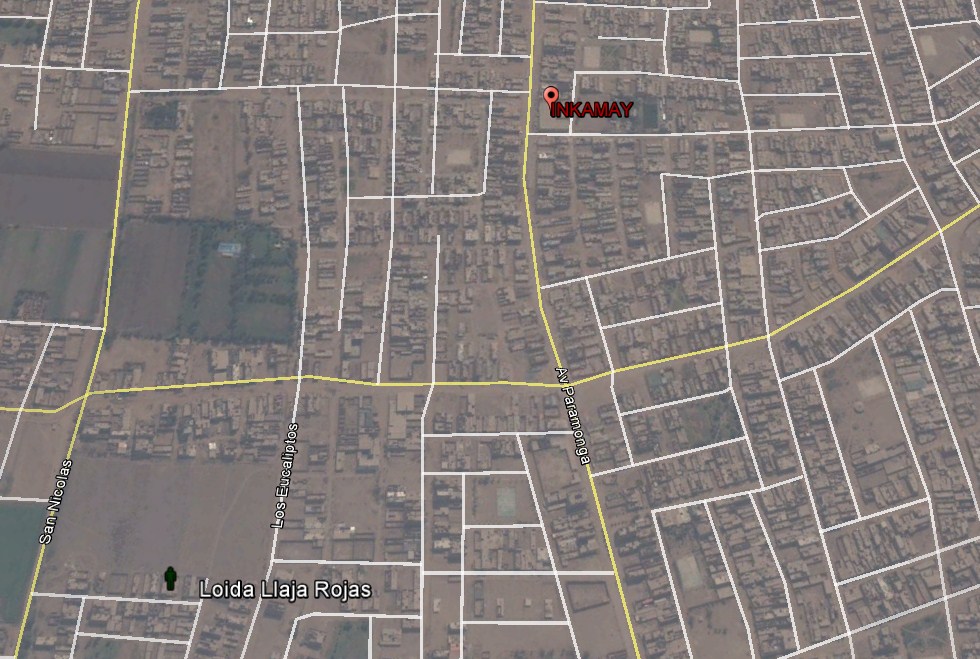 INKAMAY
Av Paramonga
Los Eucaliptos
San Nicolas
Loida Llaja Rojas